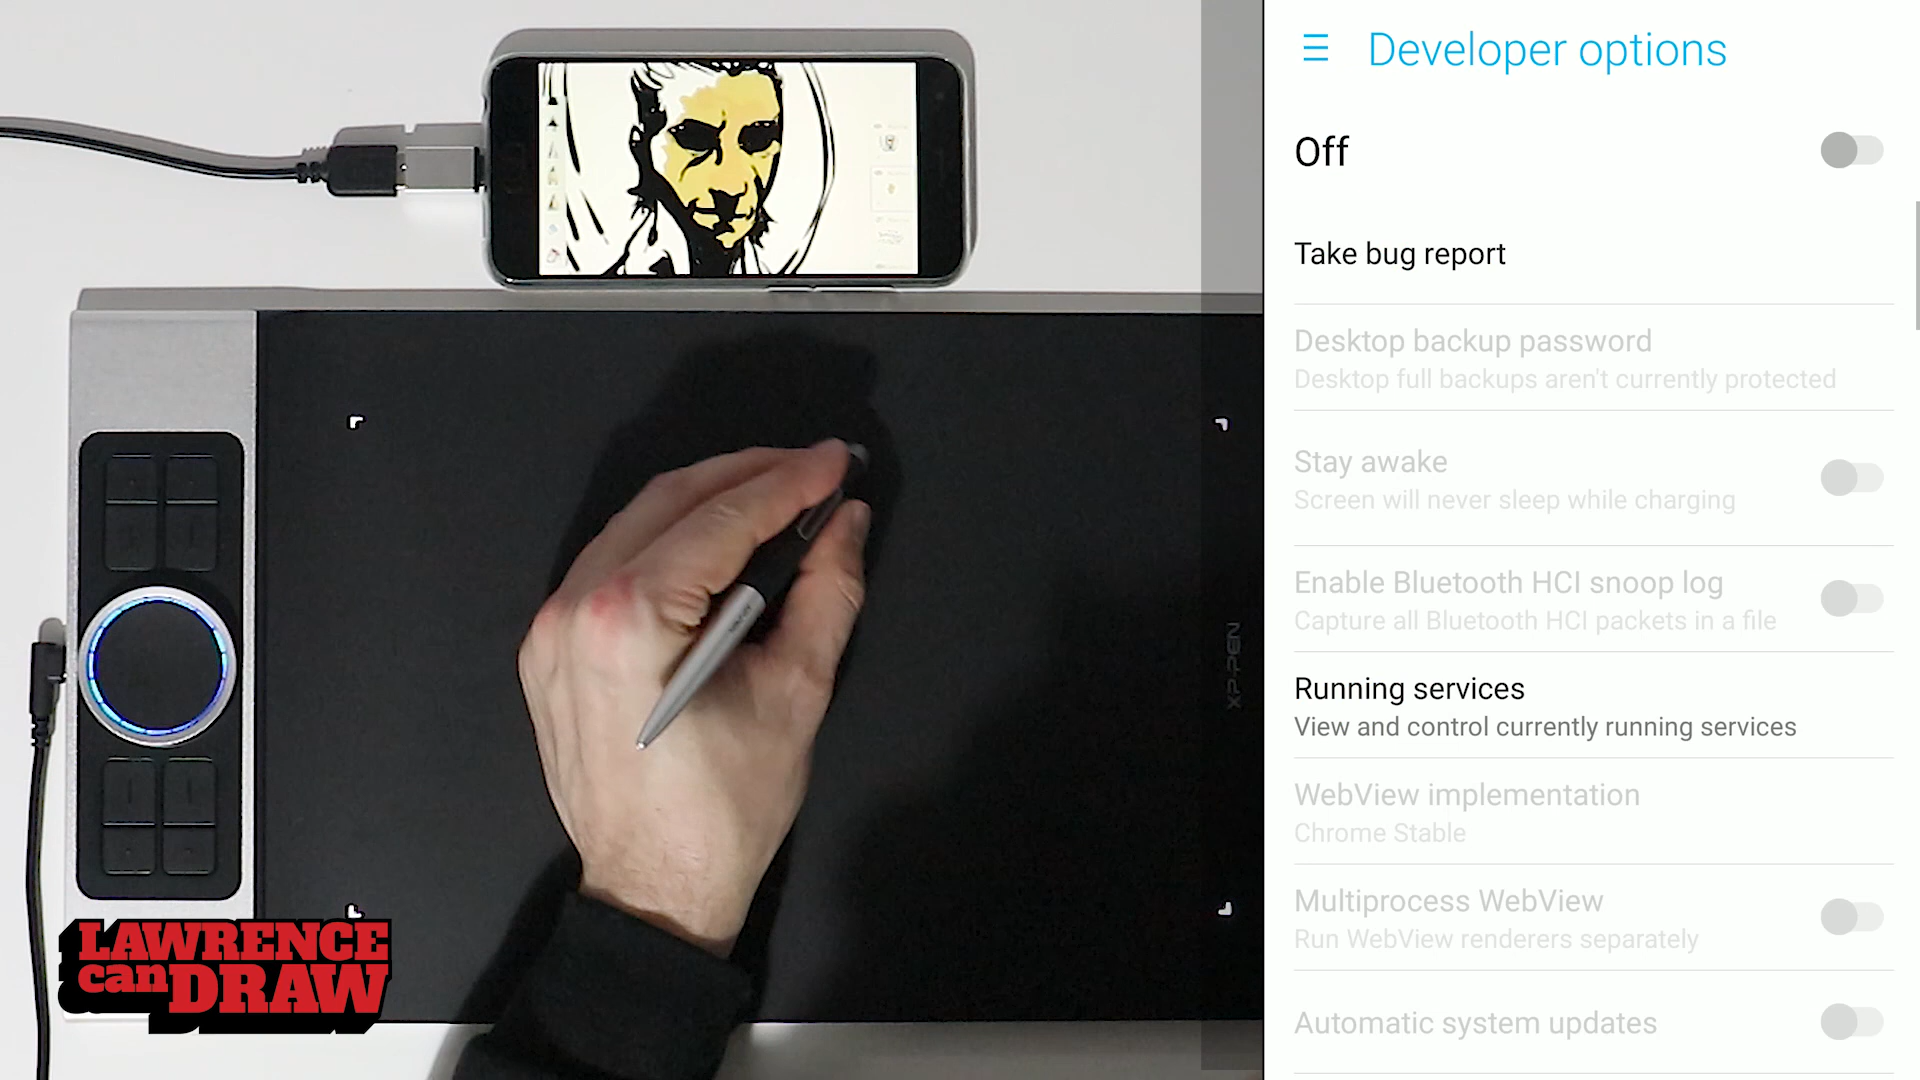 Developer options
Off
Take bug report
Desktop backup password
Desktop full backups aren't currently protected
Stay awake
Screen will never sleep while charging
Enable Bluetooth HCI snoop log
Capture all Bluetooth HCI packets in a file
Running services
View and control currently running services
WebView implementation
Chrome Stable
Multiprocess WebView
Run WebView renderers separately
Automatic system updates
XP-PEN
LAWRENCE
can DRAW